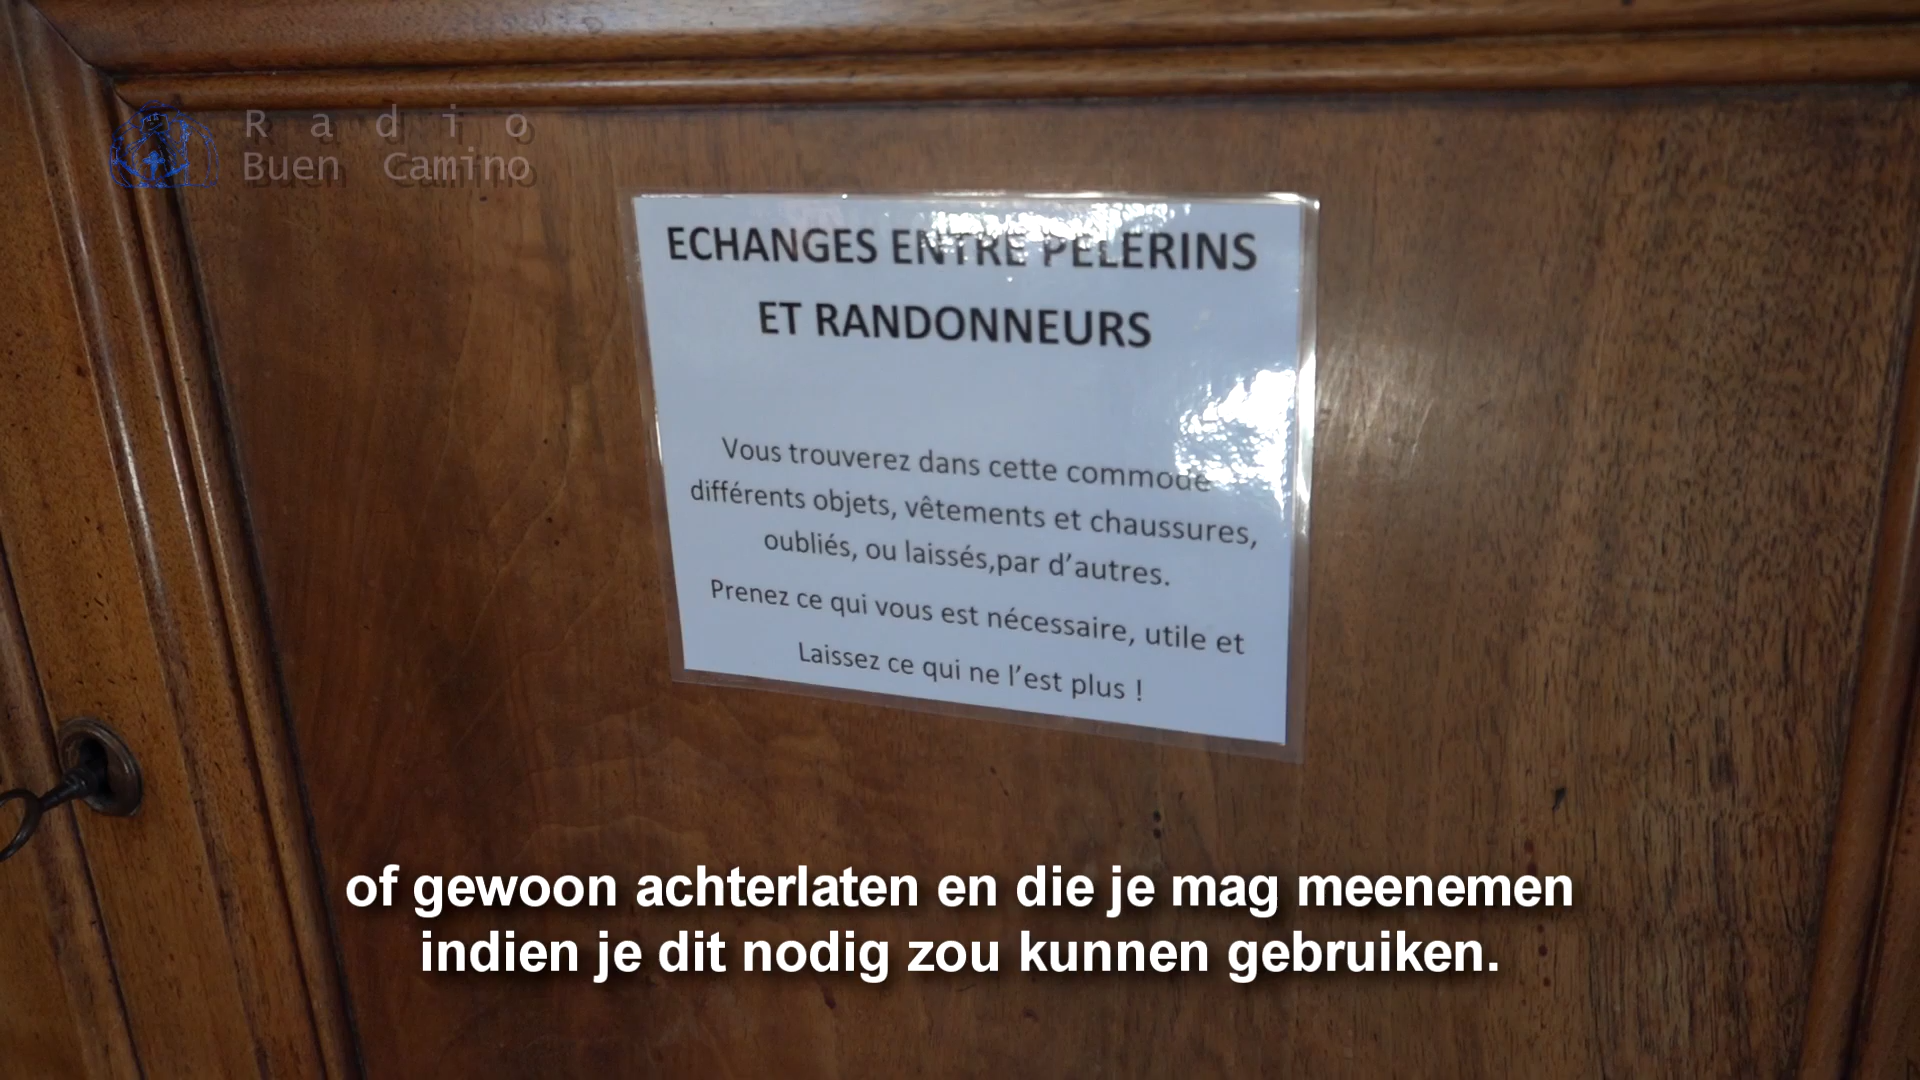 Radio
Buen Camino
ECHANGES ENTRE PELERINS
ET RANDONNEURS
Vous trouverez dans cette commode
différents objets, vêtements et chaussures,
oubliés, ou laissés,par d'autres.
Prenez ce qui vous est nécessaire, utile et
Laissez ce qui ne l'est plus !
of gewoon achterlaten en die je mag meenemen
indien je dit nodig zou kunnen gebruiken.